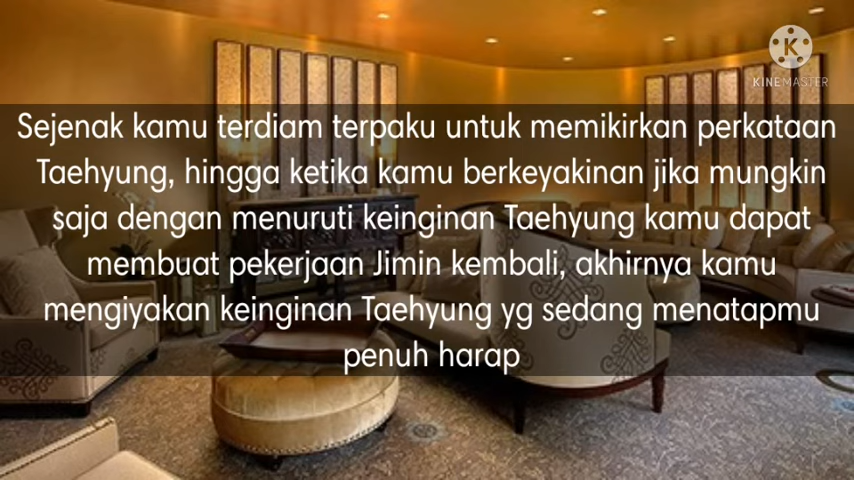 KINEMASTER
Sejenak kamu terdiam terpaku untuk memikirkan perkataan
Taehyung, hingga ketika kamu berkeyakinan jika mungkin
saja dengan menuruti keinginan Taehyung kamu dapat
membuat pekerjaan Jimin kembali, akhirnya kamu
mengiyakan keinginan Taehyung yg sedang menatapmu
penuh harap